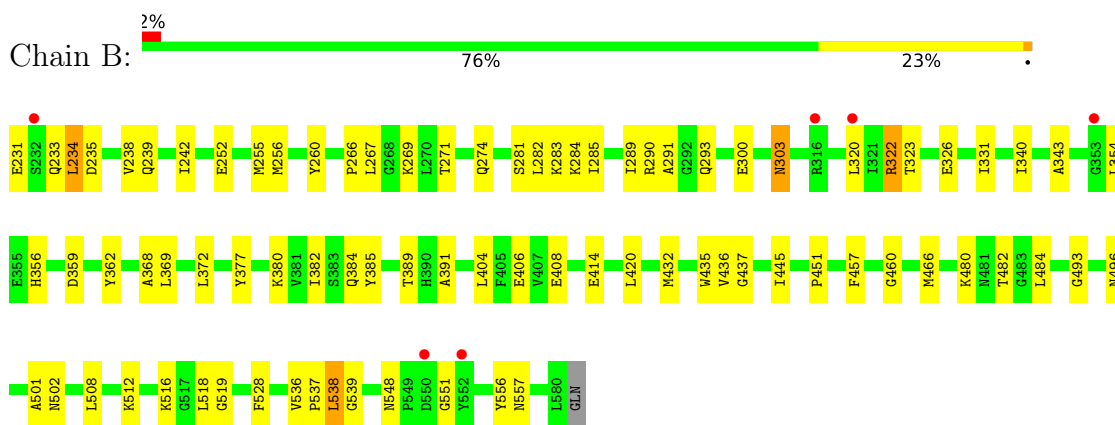 2%
Chain B:
76% 23% •
E231 S232 Q233 L234 D235 V238 Q239 I242 E252 M255 M256 Y260 P266 L267 G268 K269 L270 T271 Q274 S281 L282 K283 K284 I285 I289 R290 A291 G292 Q293 E300 N303 R316 L320 I321 R322 T323 E326 I331 I340 A343 G353 L354
E355 H356 D359 Y362 A368 L369 L372 Y377 K380 V381 I382 S383 Q384 Y385 T389 H390 A391 L404 F405 E406 V407 E408 E414 L420 M432 W435 V436 G437 I445 P451 F457 G460 M466 K480 N481 T482 G483 L484 G493 N496
A501 N502 L508 K512 K516 G517 L518 G519 F528 V536 P537 L538 G539 N548 P549 D550 G551 Y552 Y556 N557 L580 GLN